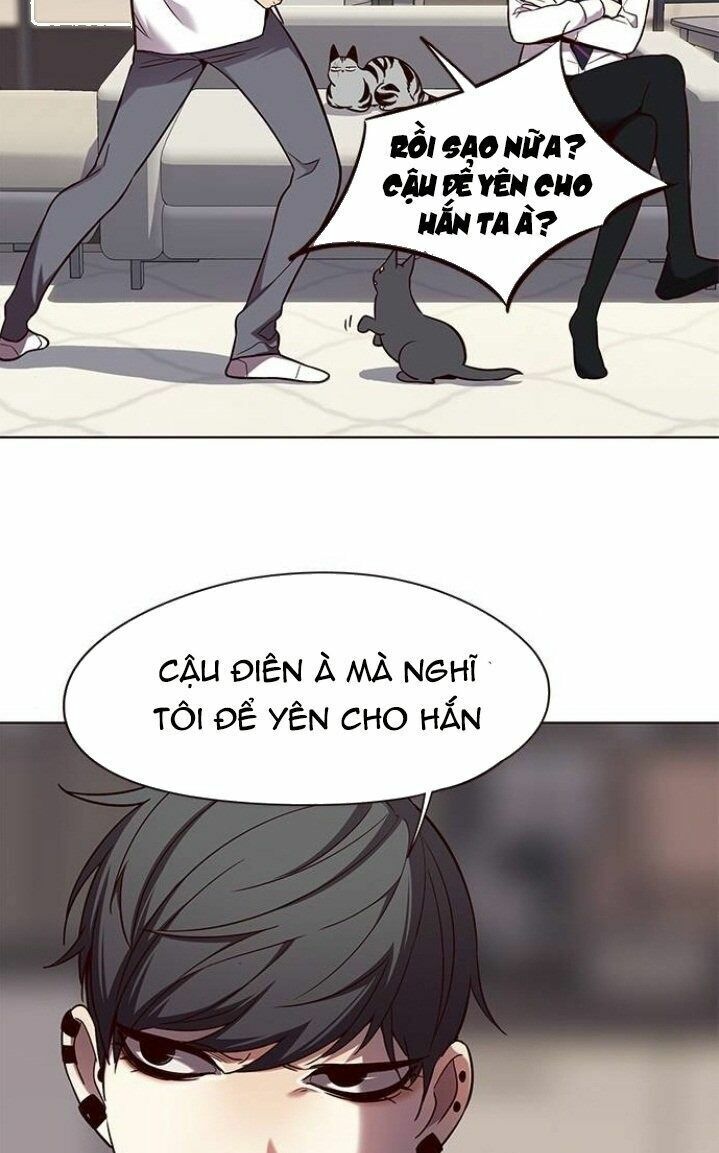 RỒI SAO NỮA?
CẬU ĐỂ YÊN CHO
HẮN TA À?
CẬU ĐIÊN À MÀ NGHĨ
TÔI ĐỂ YÊN CHO HẮN